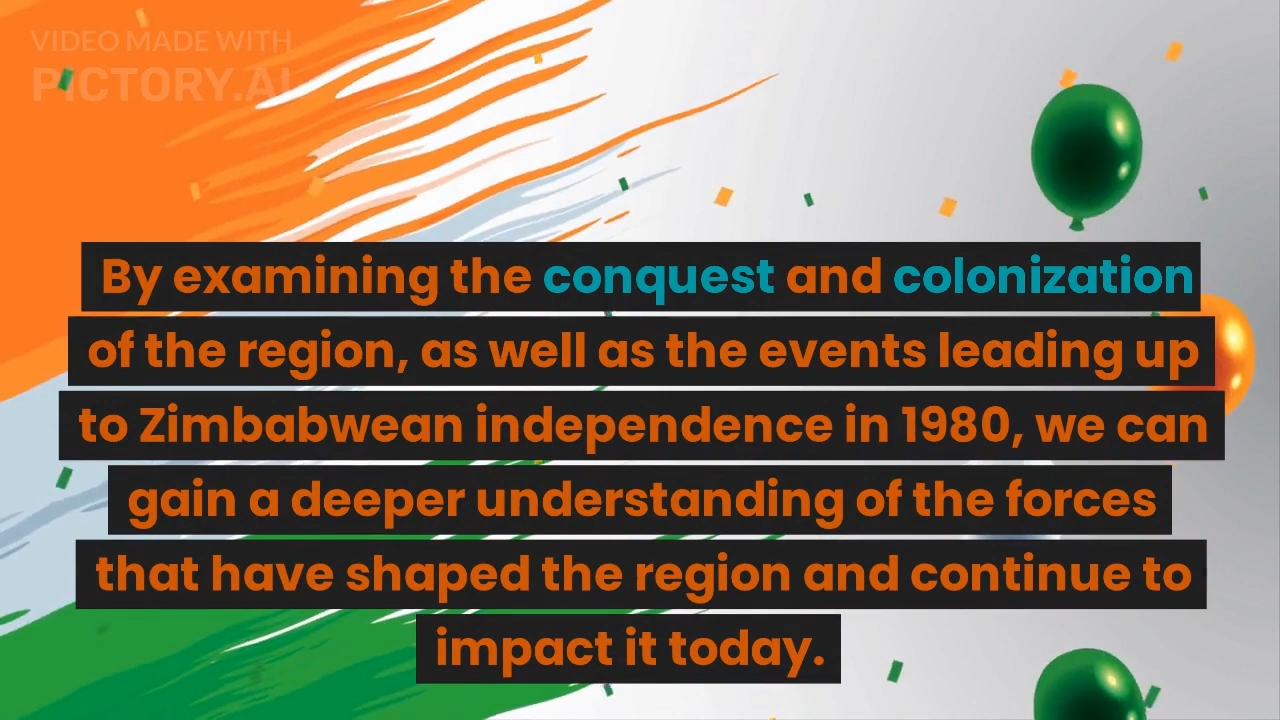 VIDEO MADE WITH
PICTORY.AI
By examining the conquest and colonization
of the region, as well as the events leading up
to Zimbabwean independence in 1980, we can
gain a deeper understanding of the forces
that have shaped the region and continue to
impact it today.